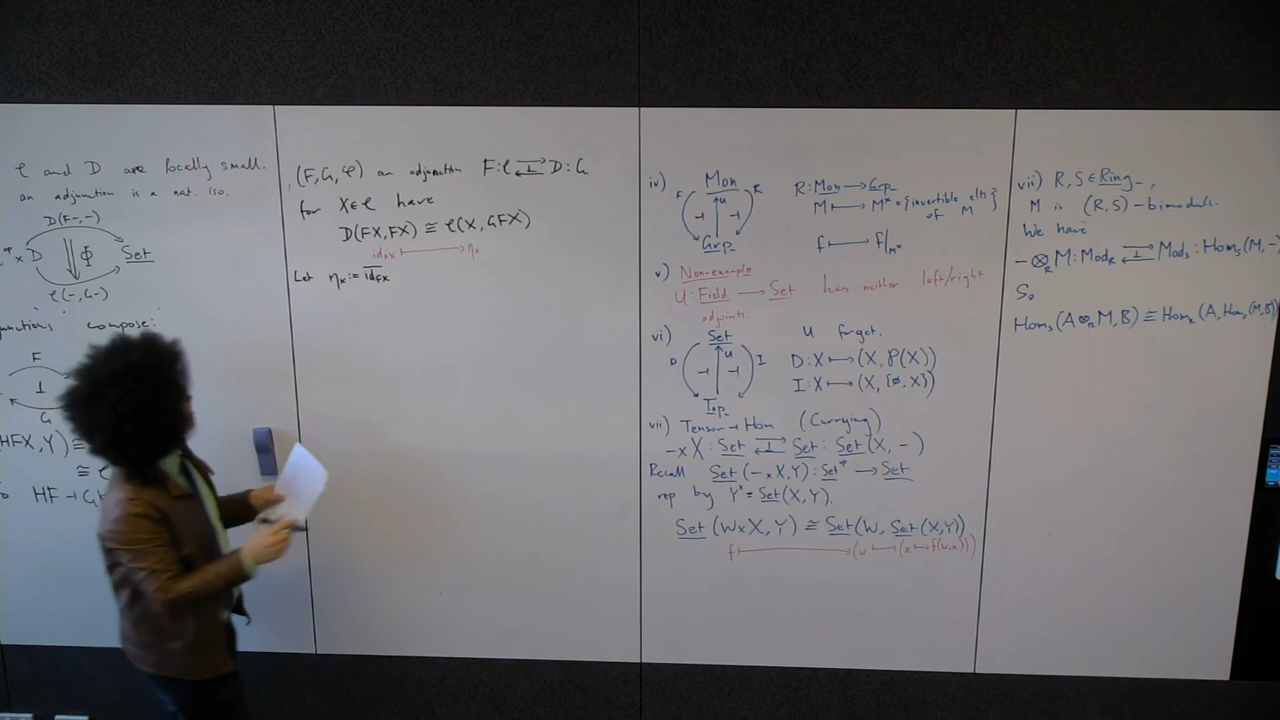 𝒞 and D are locally small.
an adjunction is a nat. iso.
D(F-,-)
ᵒᵖ × D ⇓ Φ Set
𝒞(-,G-)
compose:
F
⊥
G
HFX, Y) ≅
≅ 𝒞
HF ⊣ G
(F, G, φ) an adjunction F: 𝒞 ⇄ D : G
for X ∈ 𝒞 have
D(FX, FX) ≅ 𝒞(X, GFX)
id_FX ⟼ η_X
Let η_X := \overline{id_FX}
iv) Mon
F ⊣ U ⊣ R
Grp
R: Mon → Grp
M ⟼ M^× = {invertible elts of M}
f ⟼ f|_{M^×}
v) Non-example
U: Field → Set has neither left/right
adjoint.
vi) Set
D ⊣ U ⊣ I
Top
U forget.
D: X ⟼ (X, 𝒫(X))
I: X ⟼ (X, {∅, X})
vii) Tensor ⊣ Hom (Currying)
- × X : Set ⇄ Set : Set(X, -)
Recall Set(- × X, Y) : Set^op → Set
rep by Y^X = Set(X, Y).
Set(W × X, Y) ≅ Set(W, Set(X, Y))
f ⟼ (w ⟼ (x ⟼ f(w,x)))
vii) R, S ∈ Ring,
M is (R, S)-bimodule.
We have
-⊗_R M : Mod_R ⇄ Mod_S : Hom_S(M, -
So
Hom_S(A ⊗_R M, B) ≅ Hom_R(A, Hom_S(M, B))